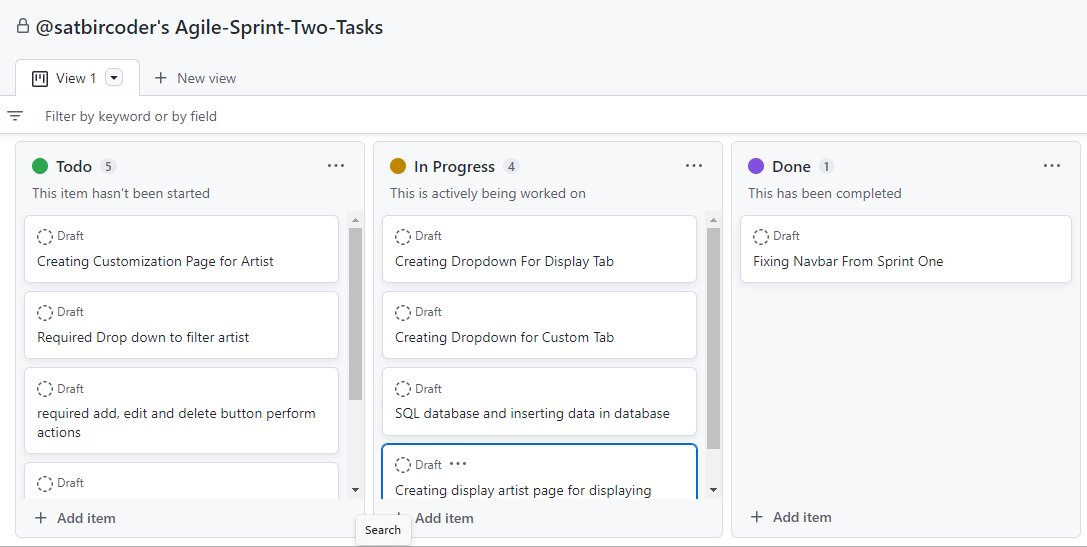 @satbircoder's Agile-Sprint-Two-Tasks
View 1
New view
Filter by keyword or by field
Todo 5
This item hasn't been started
Draft
Creating Customization Page for Artist
Draft
Required Drop down to filter artist
Draft
required add, edit and delete button perform
actions
Draft
Add item
In Progress 4
This is actively being worked on
Draft
Creating Dropdown For Display Tab
Draft
Creating Dropdown for Custom Tab
Draft
SQL database and inserting data in database
Draft
Creating display artist page for displaying
Add item
Search
Done 1
This has been completed
Draft
Fixing Navbar From Sprint One
Add item